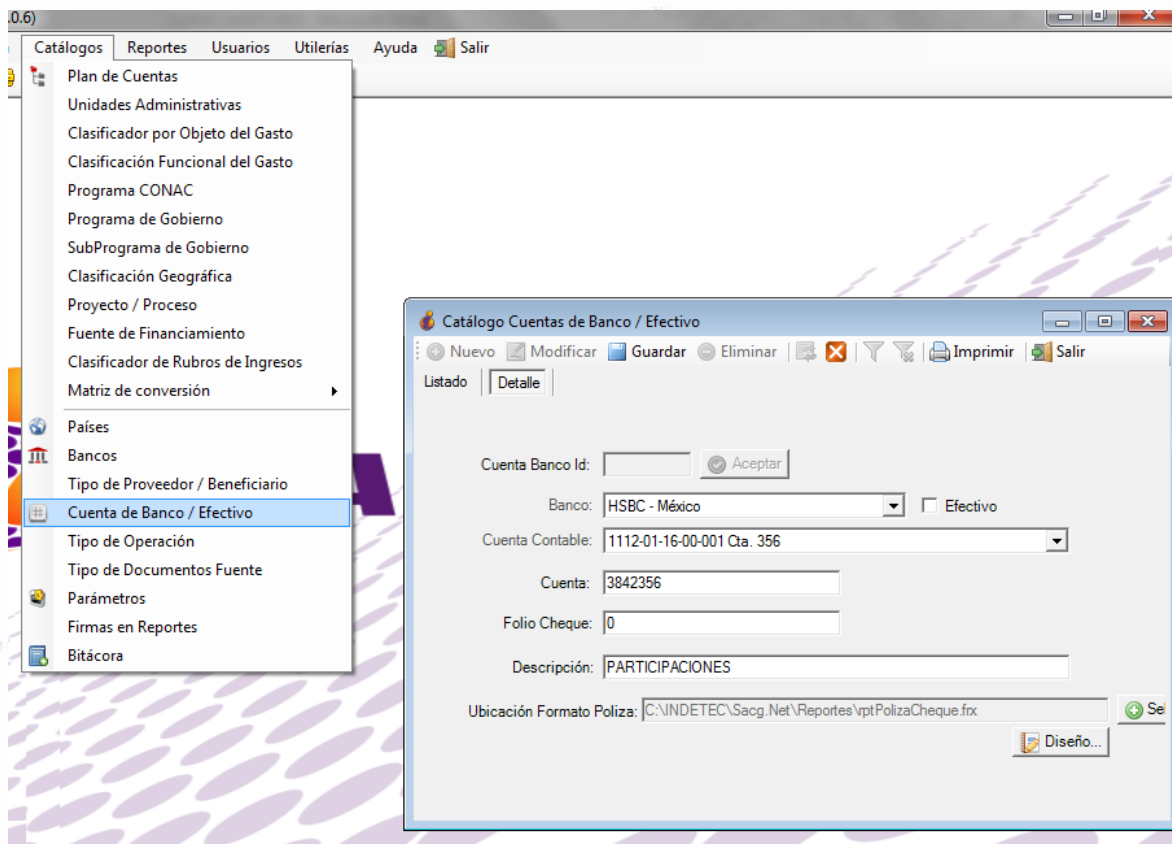 .0.6)
Catálogos Reportes Usuarios Utilerías Ayuda Salir
Plan de Cuentas
Unidades Administrativas
Clasificador por Objeto del Gasto
Clasificación Funcional del Gasto
Programa CONAC
Programa de Gobierno
SubPrograma de Gobierno
Clasificación Geográfica
Proyecto / Proceso
Fuente de Financiamiento
Clasificador de Rubros de Ingresos
Matriz de conversión
Países
Bancos
Tipo de Proveedor / Beneficiario
Cuenta de Banco / Efectivo
Tipo de Operación
Tipo de Documentos Fuente
Parámetros
Firmas en Reportes
Bitácora
Catálogo Cuentas de Banco / Efectivo
Nuevo Modificar Guardar Eliminar Imprimir Salir
Listado Detalle
Cuenta Banco Id: Aceptar
Banco: HSBC - México Efectivo
Cuenta Contable: 1112-01-16-00-001 Cta. 356
Cuenta: 3842356
Folio Cheque: 0
Descripción: PARTICIPACIONES
Ubicación Formato Poliza: C:\INDETEC\Sacg.Net\Reportes\rptPolizaCheque.frx Sel
Diseño...